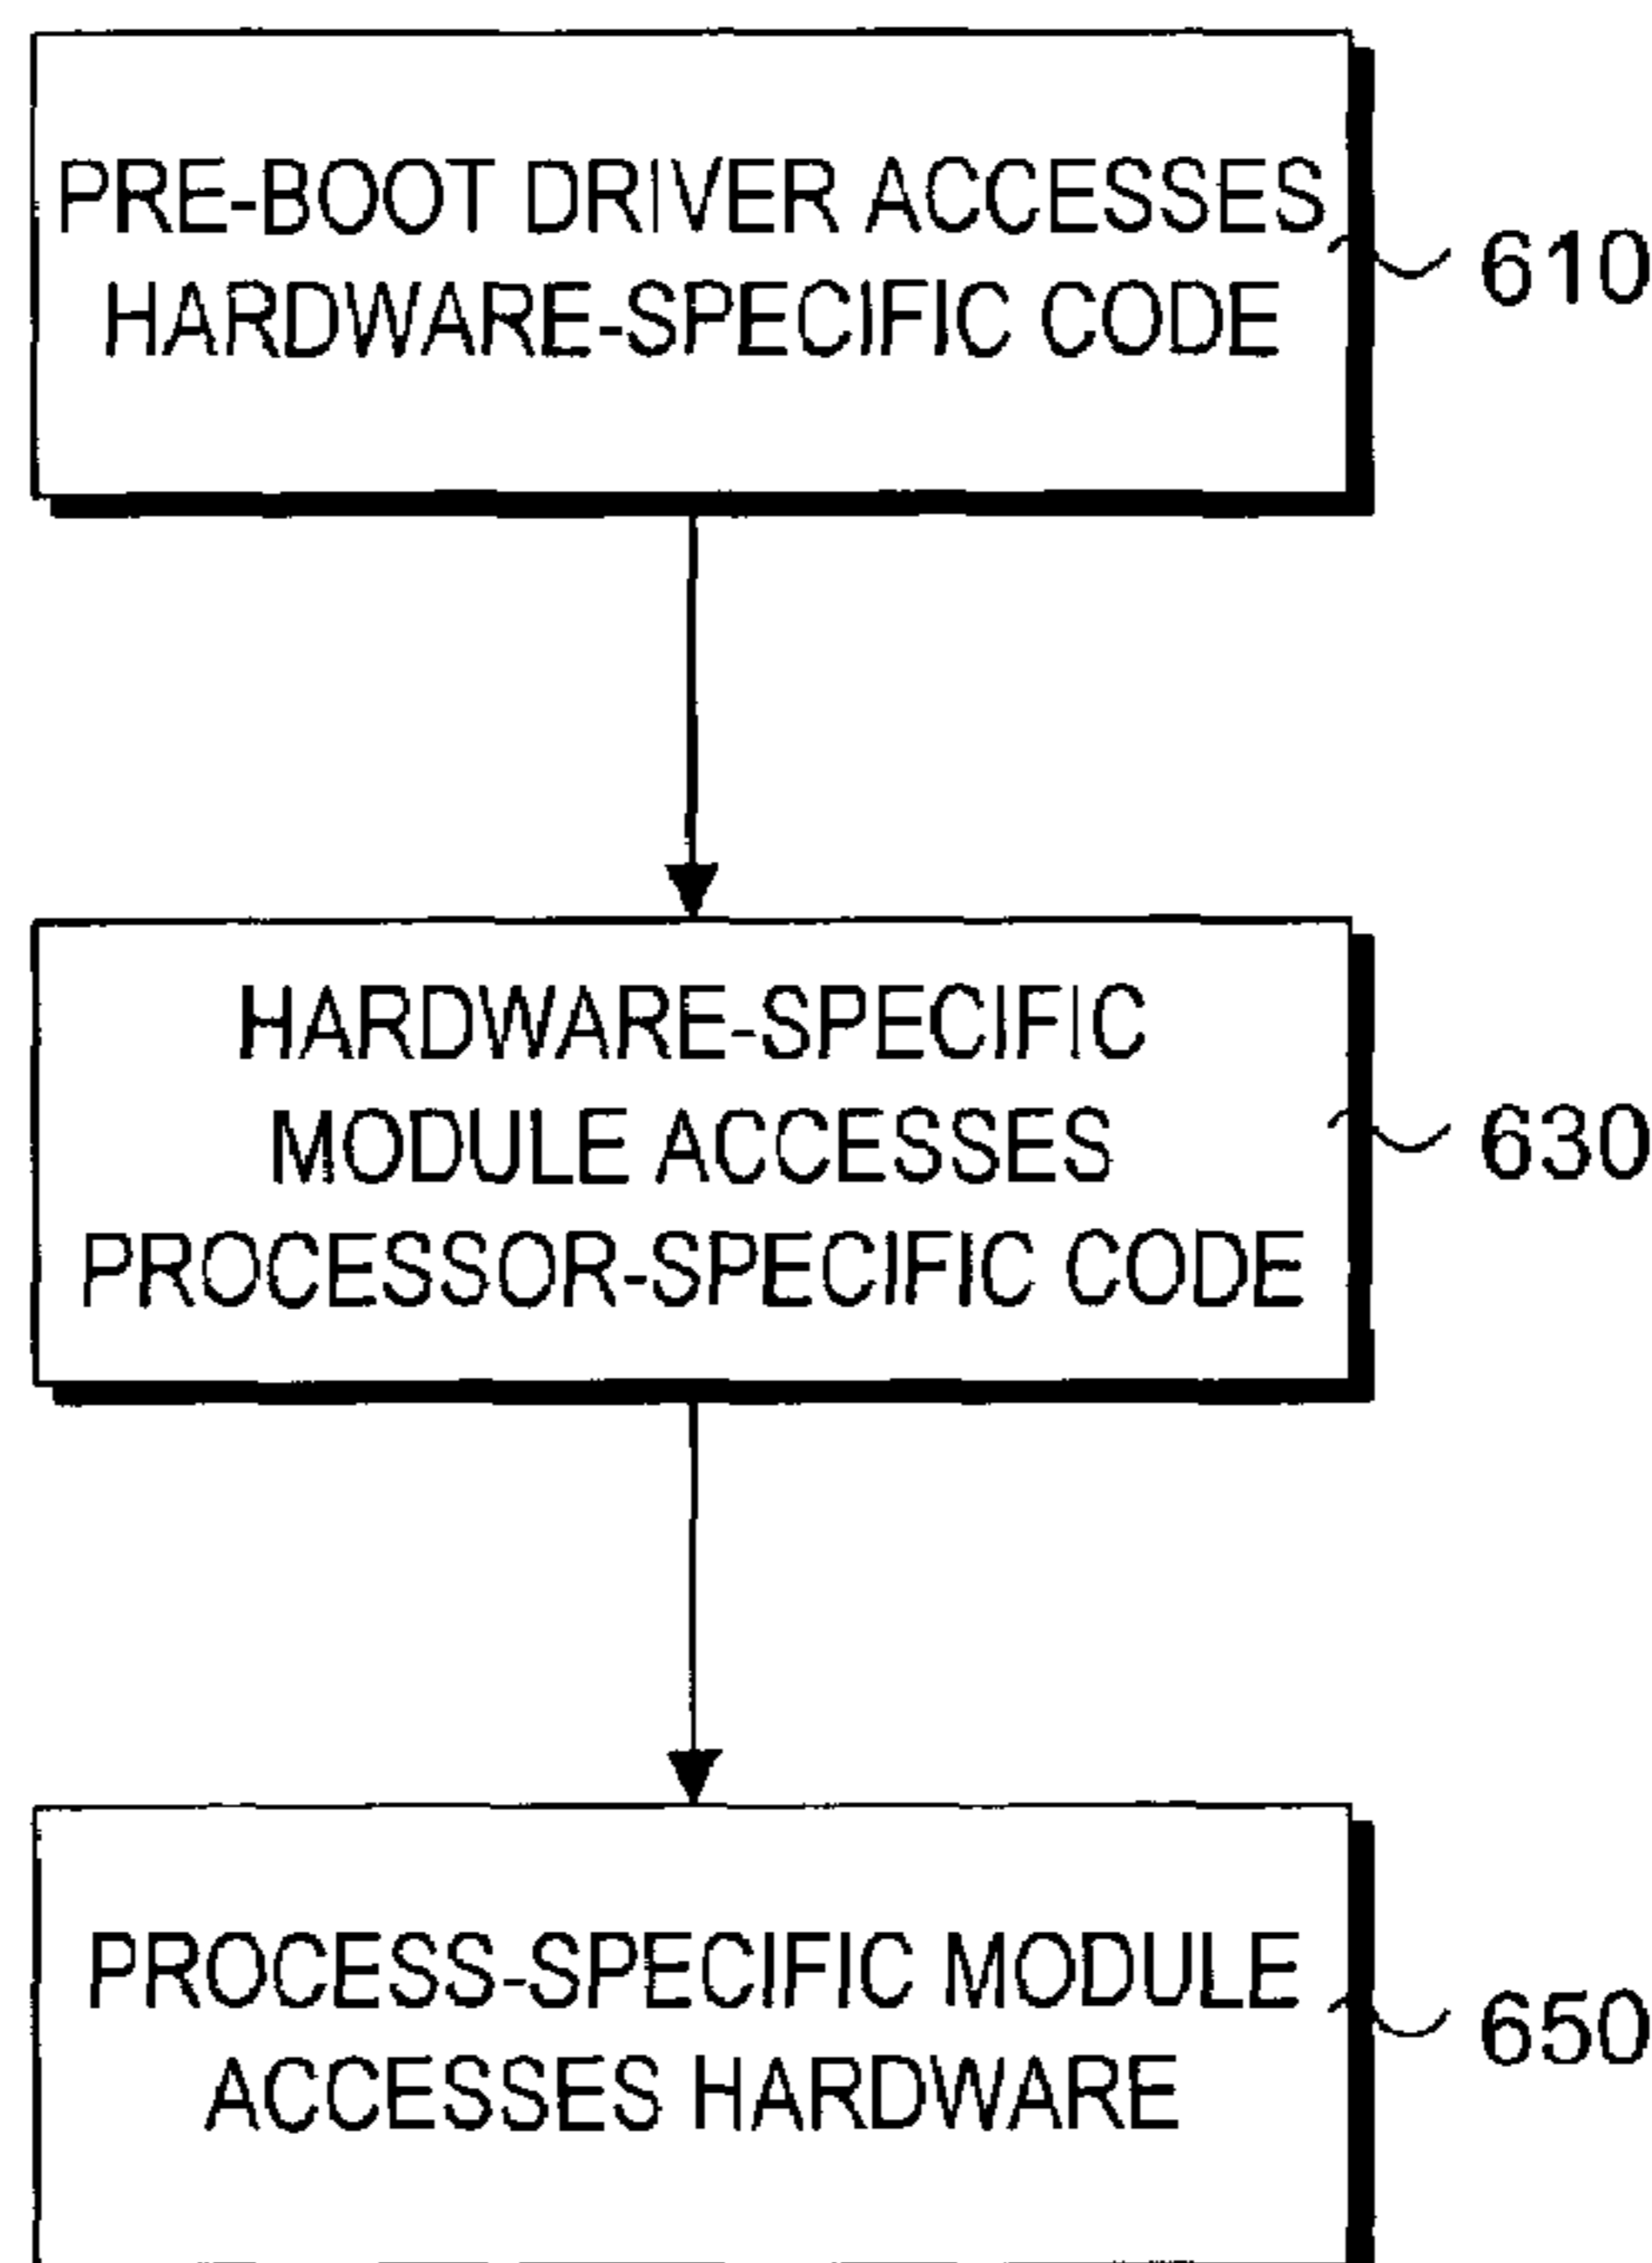 PRE-BOOT DRIVER ACCESSES
HARDWARE-SPECIFIC CODE
610
HARDWARE-SPECIFIC
MODULE ACCESSES
PROCESSOR-SPECIFIC CODE
630
PROCESS-SPECIFIC MODULE
ACCESSES HARDWARE
650